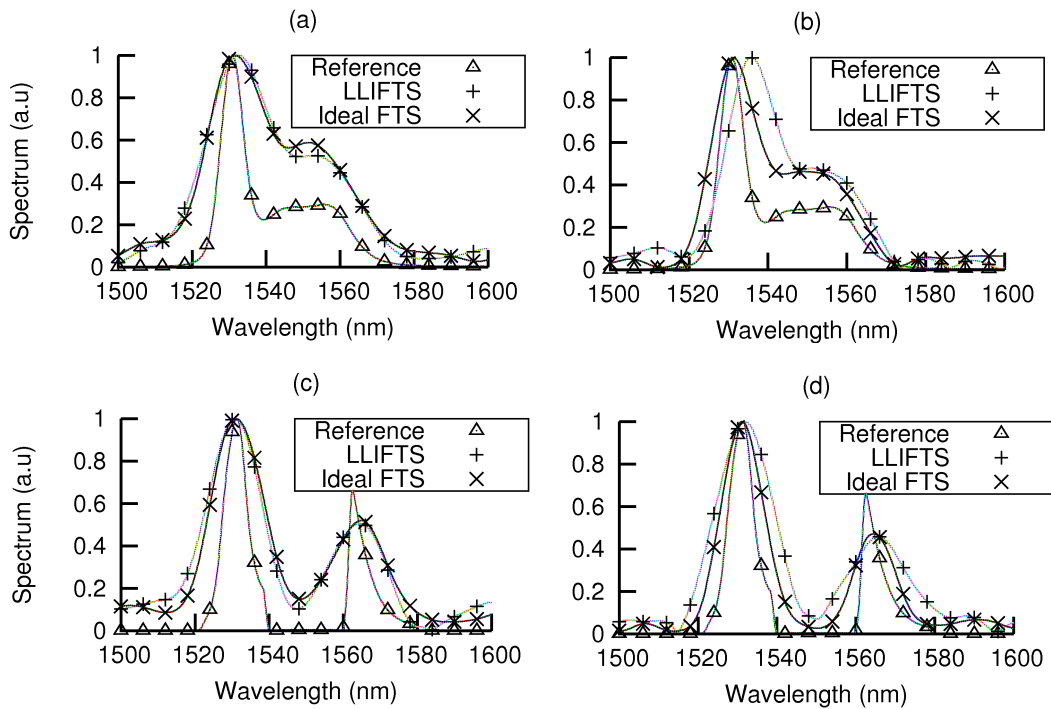 (a)
Spectrum (a.u)
1
0.8
0.6
0.4
0.2
0
Reference
LLIFTS
Ideal FTS
1500 1520 1540 1560 1580 1600
Wavelength (nm)
(b)
1
0.8
0.6
0.4
0.2
0
Reference
LLIFTS
Ideal FTS
1500 1520 1540 1560 1580 1600
Wavelength (nm)
(c)
Spectrum (a.u)
1
0.8
0.6
0.4
0.2
0
Reference
LLIFTS
Ideal FTS
1500 1520 1540 1560 1580 1600
Wavelength (nm)
(d)
1
0.8
0.6
0.4
0.2
0
Reference
LLIFTS
Ideal FTS
1500 1520 1540 1560 1580 1600
Wavelength (nm)